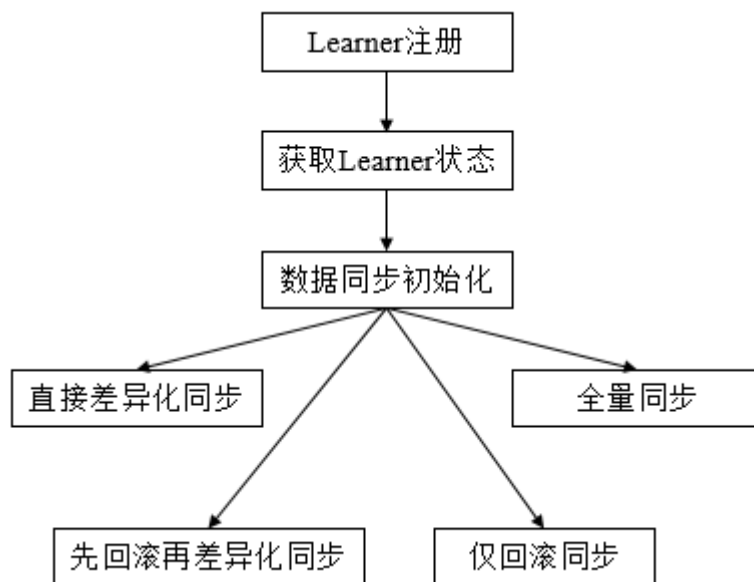 Learner注册
获取Learner状态
数据同步初始化
直接差异化同步
全量同步
先回滚再差异化同步
仅回滚同步